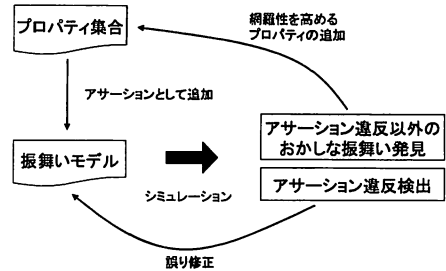 プロパティ集合
網羅性を高める
プロパティの追加
アサーションとして追加
アサーション違反以外の
おかしな振舞い発見
振舞いモデル
アサーション違反検出
シミュレーション
誤り修正